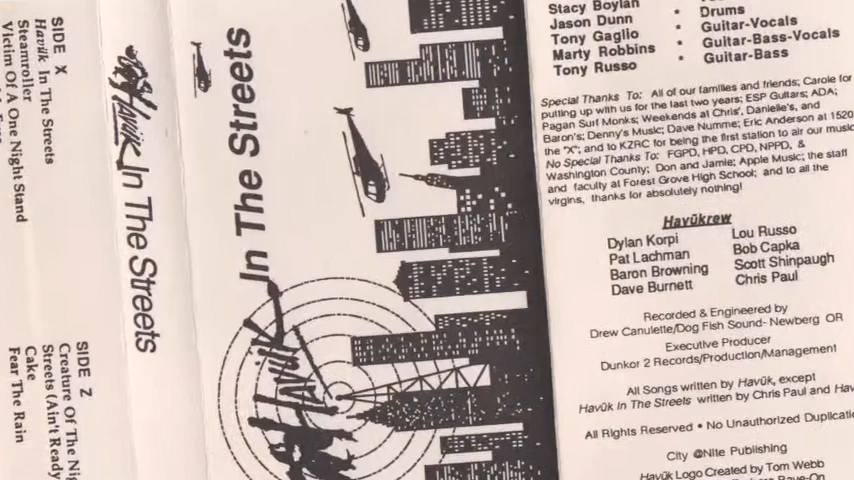 SIDE X
Havük In The Streets
Steamroller
Victim Of A One Night Stand
SIDE Z
Creature Of The Nig
Streets (Ain't Ready
Cake
Fear The Rain
Havük In The Streets
In The Streets
Havük
Stacy Boylan • Drums
Jason Dunn • Guitar-Vocals
Tony Gaglio • Guitar-Bass-Vocals
Marty Robbins • Guitar-Bass
Tony Russo
Special Thanks To: All of our families and friends; Carole for
putting up with us for the last two years; ESP Guitars; ADA;
Pagan Surf Monks; Weekends at Chris', Danielle's, and
Baron's; Denny's Music; Dave Numme; Eric Anderson at 1520
the "X"; and to KZRC for being the first station to air our music
No Special Thanks To: FGPD, HPD, CPD, NPPD, &
Washington County; Don and Jamie; Apple Music; the staff
and faculty at Forest Grove High School; and to all the
virgins, thanks for absolutely nothing!
Havükrew
Dylan Korpi
Pat Lachman
Baron Browning
Dave Burnett
Lou Russo
Bob Capka
Scott Shinpaugh
Chris Paul
Recorded & Engineered by
Drew Canulette/Dog Fish Sound- Newberg OR
Executive Producer
Dunkor 2 Records/Production/Management
All Songs written by Havük, except
Havük In The Streets written by Chris Paul and Hav
All Rights Reserved • No Unauthorized Duplicatio
City @Nite Publishing
Havük Logo Created by Tom Webb